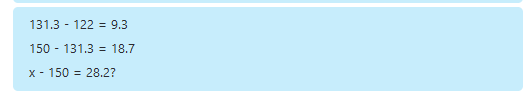 131.3 - 122 = 9.3
150 - 131.3 = 18.7
x - 150 = 28.2?